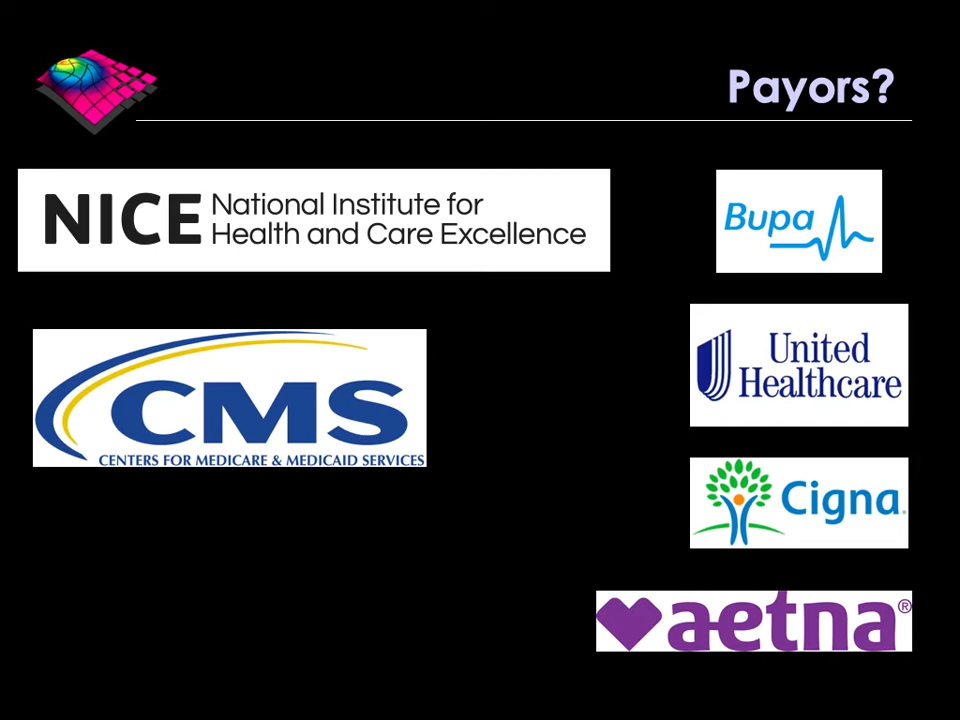 Payors?
NICE National Institute for
Health and Care Excellence
Bupa
CMS
CENTERS FOR MEDICARE & MEDICAID SERVICES
United
Healthcare
Cigna
aetna®